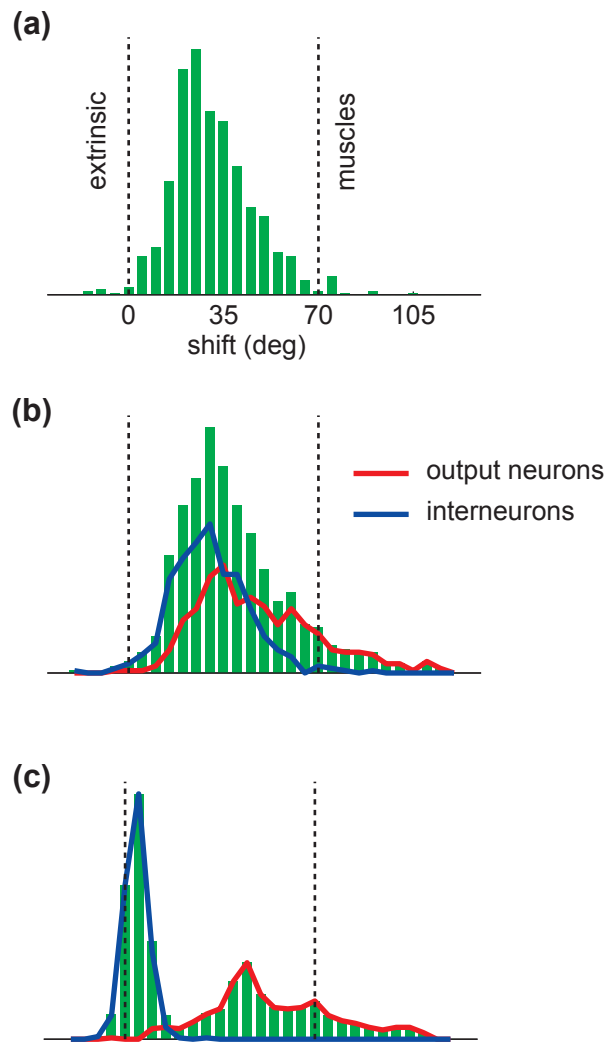 (a)
extrinsic
muscles
0 35 70 105
shift (deg)
(b)
output neurons
interneurons
(c)